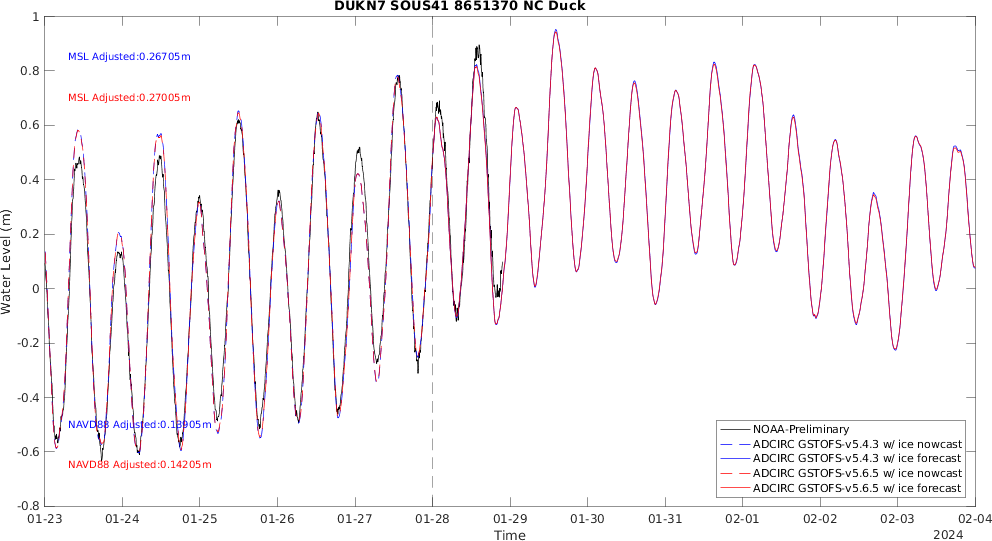 DUKN7 SOUS41 8651370 NC Duck
MSL Adjusted:0.26705m
MSL Adjusted:0.27005m
NAVD88 Adjusted:0.13905m
NAVD88 Adjusted:0.14205m
Water Level (m)
1
0.8
0.6
0.4
0.2
0
-0.2
-0.4
-0.6
-0.8
NOAA-Preliminary
ADCIRC GSTOFS-v5.4.3 w/ ice nowcast
ADCIRC GSTOFS-v5.4.3 w/ ice forecast
ADCIRC GSTOFS-v5.6.5 w/ ice nowcast
ADCIRC GSTOFS-v5.6.5 w/ ice forecast
01-23 01-24 01-25 01-26 01-27 01-28 01-29 01-30 01-31 02-01 02-02 02-03 02-04
Time
2024